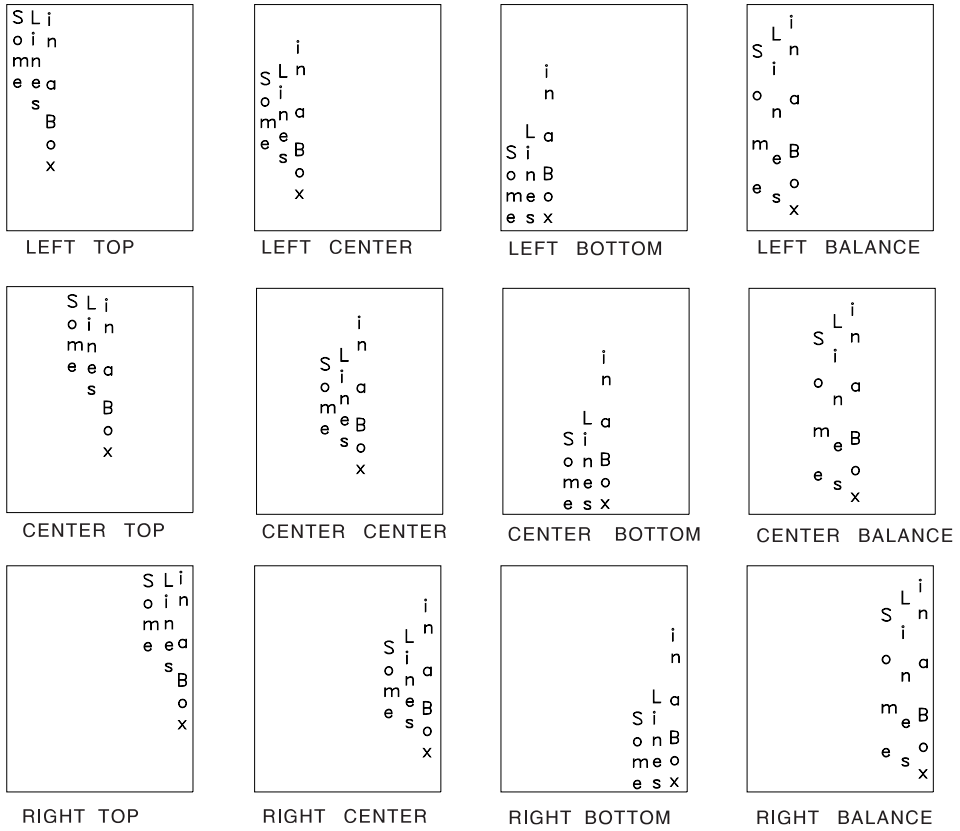 Some
Lines
in a Box
LEFT TOP
Some
Lines
in a Box
LEFT CENTER
Some
Lines
in a Box
LEFT BOTTOM
Some
Lines
in a Box
LEFT BALANCE
Some
Lines
in a Box
CENTER TOP
Some
Lines
in a Box
CENTER CENTER
Some
Lines
in a Box
CENTER BOTTOM
Some
Lines
in a Box
CENTER BALANCE
Some
Lines
in a Box
RIGHT TOP
Some
Lines
in a Box
RIGHT CENTER
Some
Lines
in a Box
RIGHT BOTTOM
Some
Lines
in a Box
RIGHT BALANCE